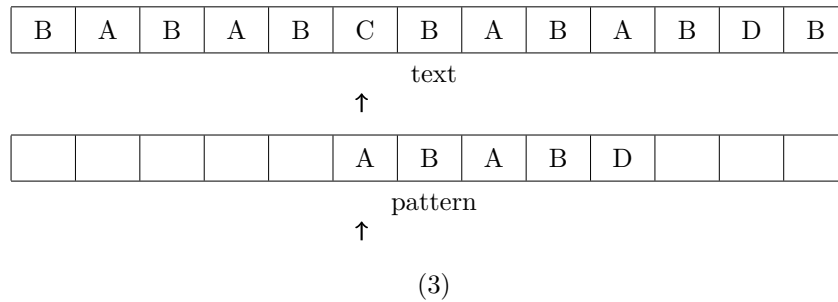 B A B A B C B A B A B D B
text
↑
A B A B D
pattern
↑
(3)